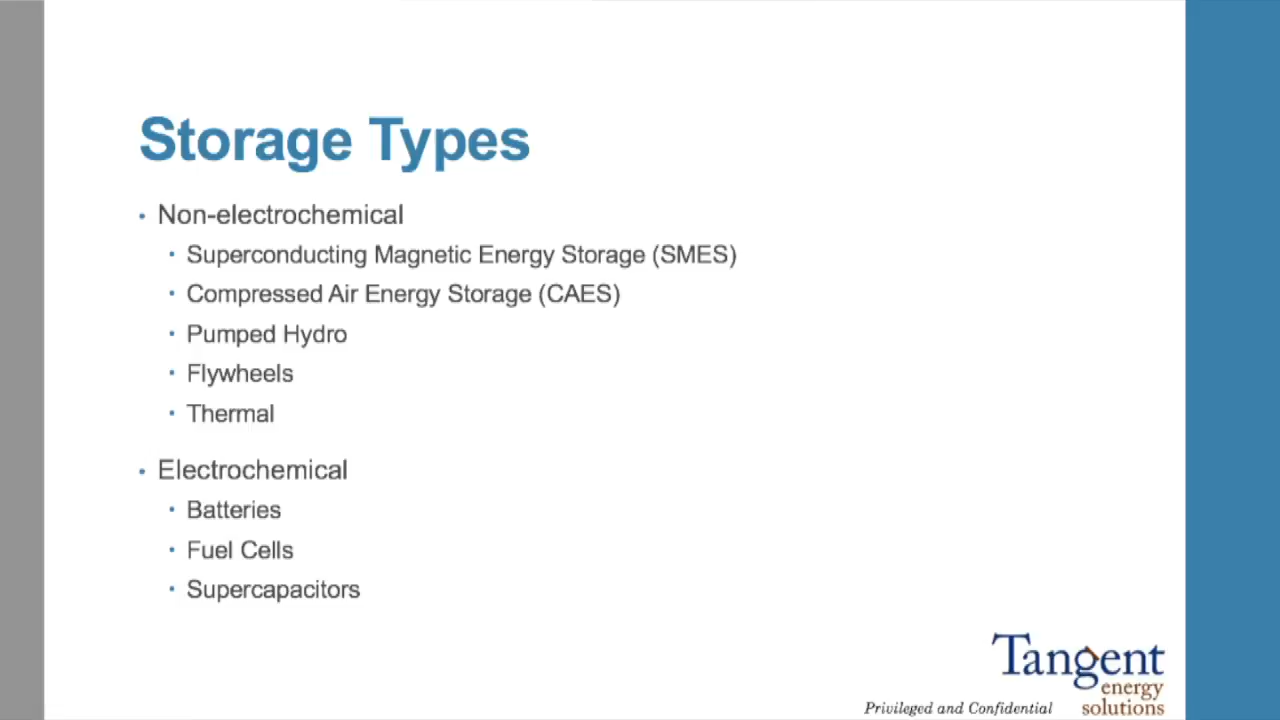 Storage Types
• Non-electrochemical
• Superconducting Magnetic Energy Storage (SMES)
• Compressed Air Energy Storage (CAES)
• Pumped Hydro
• Flywheels
• Thermal
• Electrochemical
• Batteries
• Fuel Cells
• Supercapacitors
Tangent
energy
solutions
Privileged and Confidential